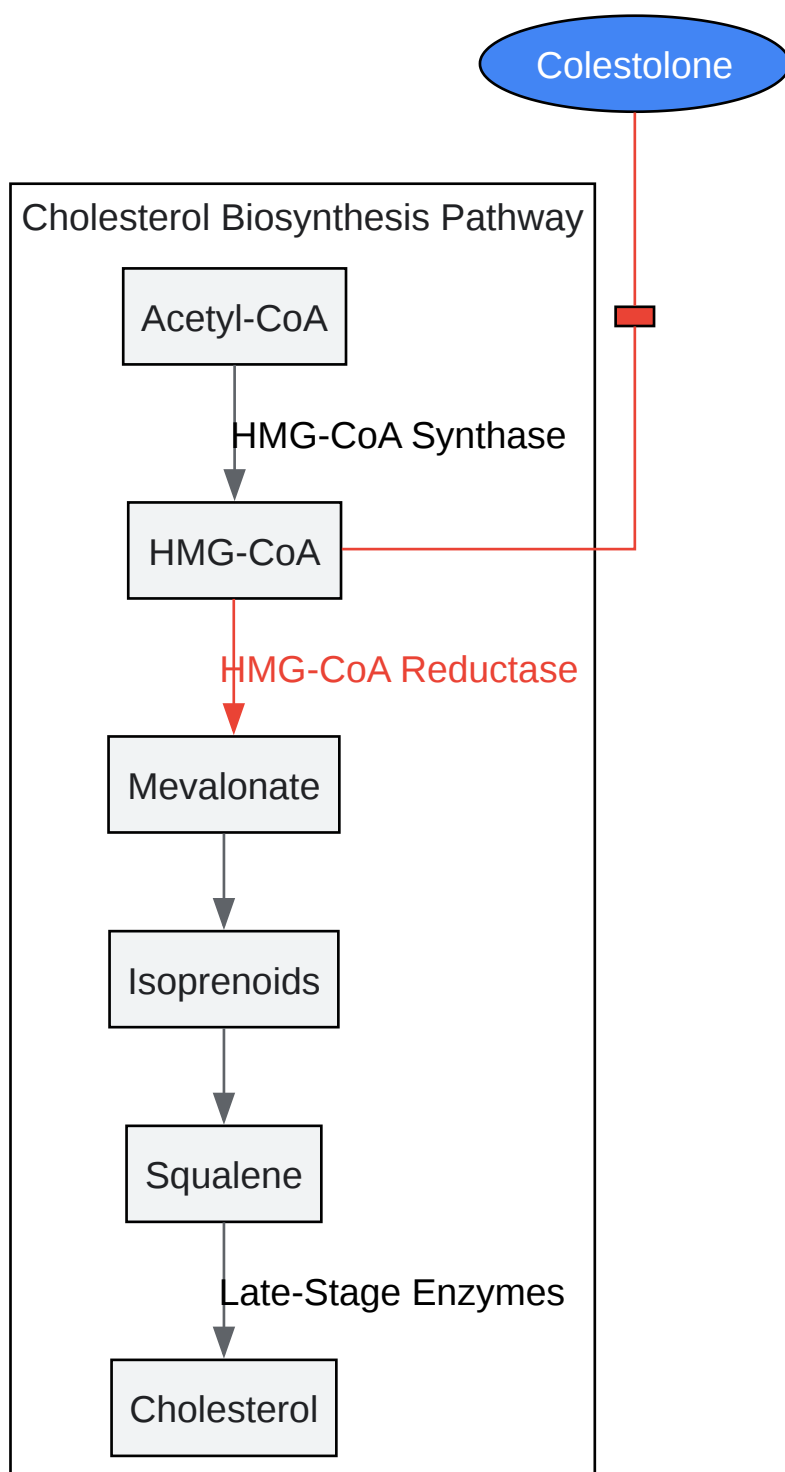 Colestolone
Cholesterol Biosynthesis Pathway
Acetyl-CoA
HMG-CoA Synthase
HMG-CoA
HMG-CoA Reductase
Mevalonate
Isoprenoids
Squalene
Late-Stage Enzymes
Cholesterol